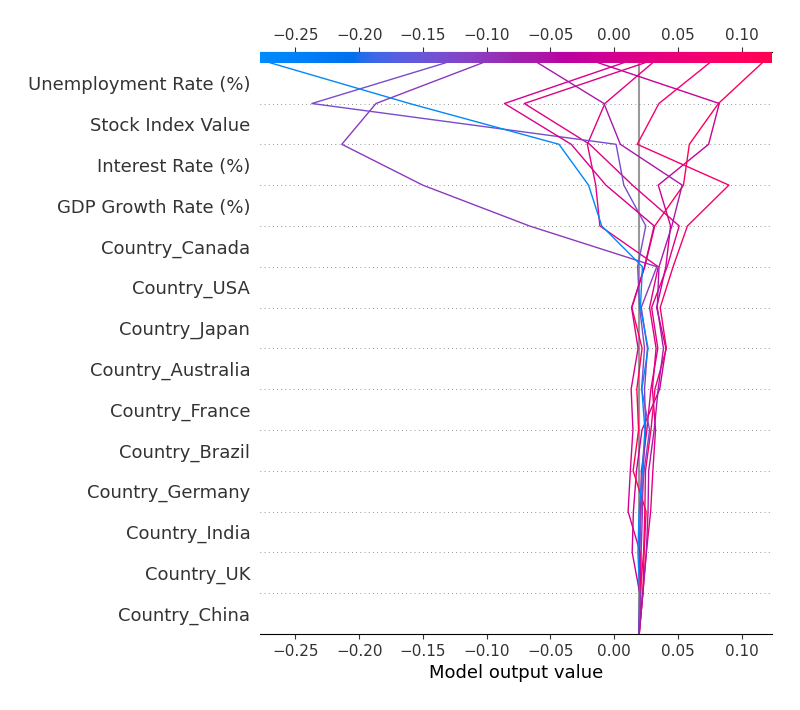 −0.25 −0.20 −0.15 −0.10 −0.05 0.00 0.05 0.10
Unemployment Rate (%)
Stock Index Value
Interest Rate (%)
GDP Growth Rate (%)
Country_Canada
Country_USA
Country_Japan
Country_Australia
Country_France
Country_Brazil
Country_Germany
Country_India
Country_UK
Country_China
−0.25 −0.20 −0.15 −0.10 −0.05 0.00 0.05 0.10
Model output value